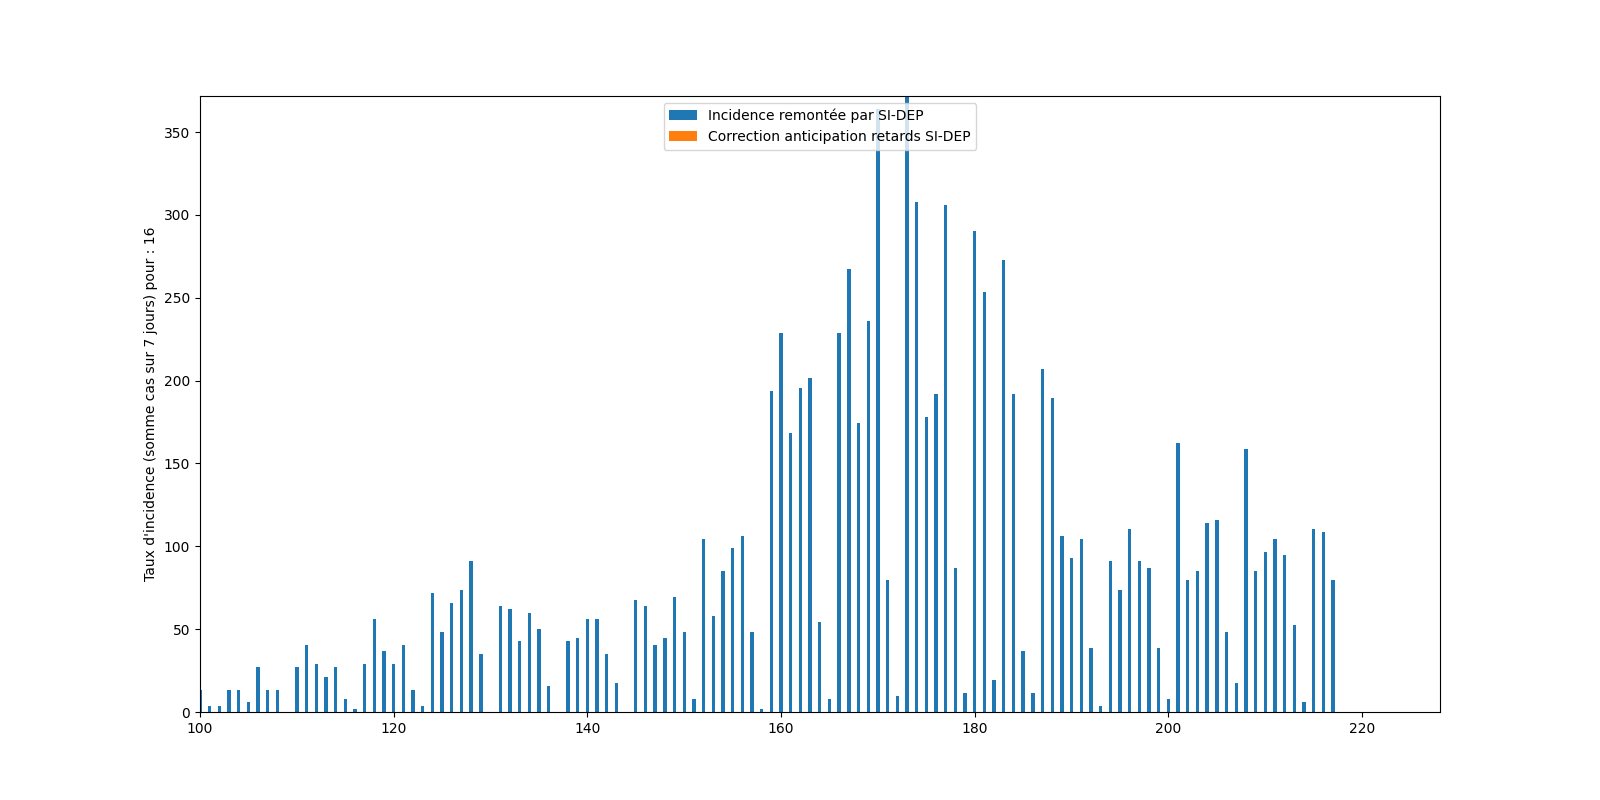 Incidence remontée par SI-DEP
Correction anticipation retards SI-DEP
Taux d'incidence (somme cas sur 7 jours) pour : 16
350
300
250
200
150
100
50
0
100 120 140 160 180 200 220